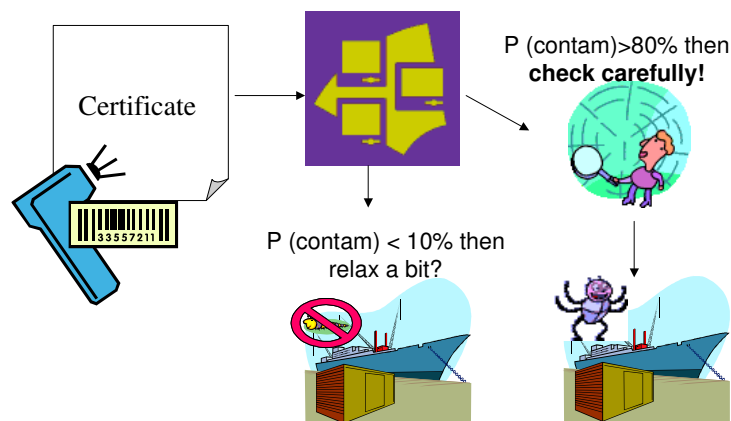 P (contam)>80% then
check carefully!
Certificate
33557211
P (contam) < 10% then
relax a bit?